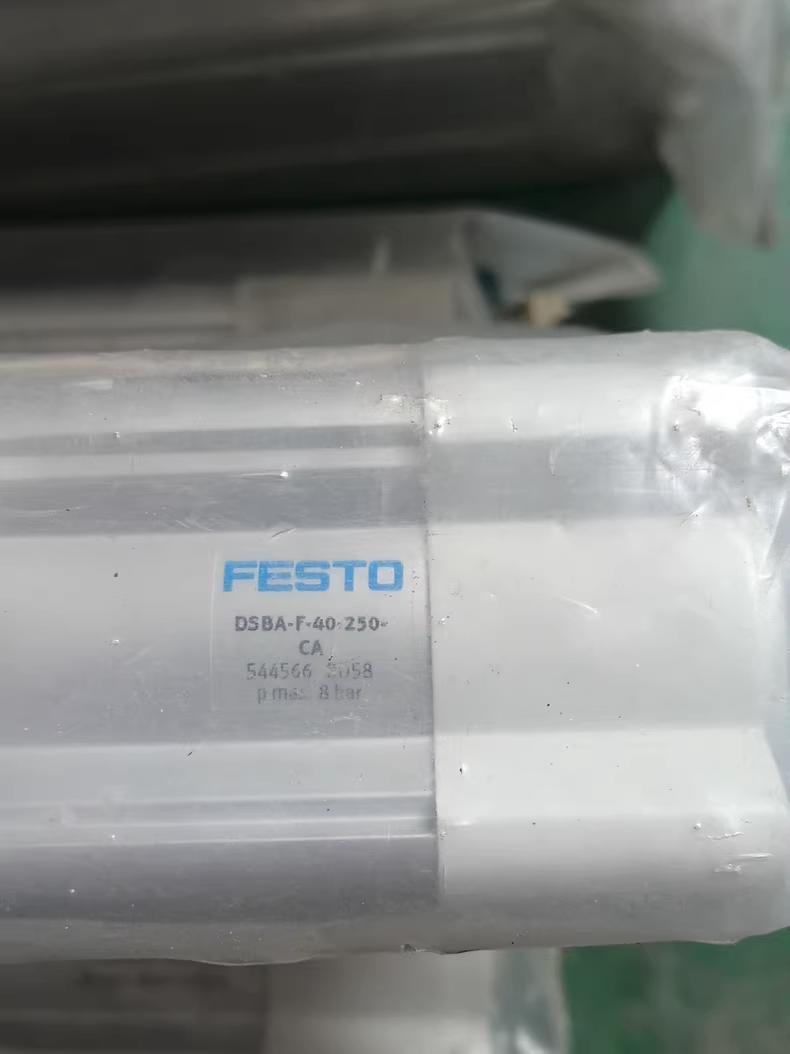 FESTO
DSBA-F-40-250-
CA
544566
p max. 8 bar